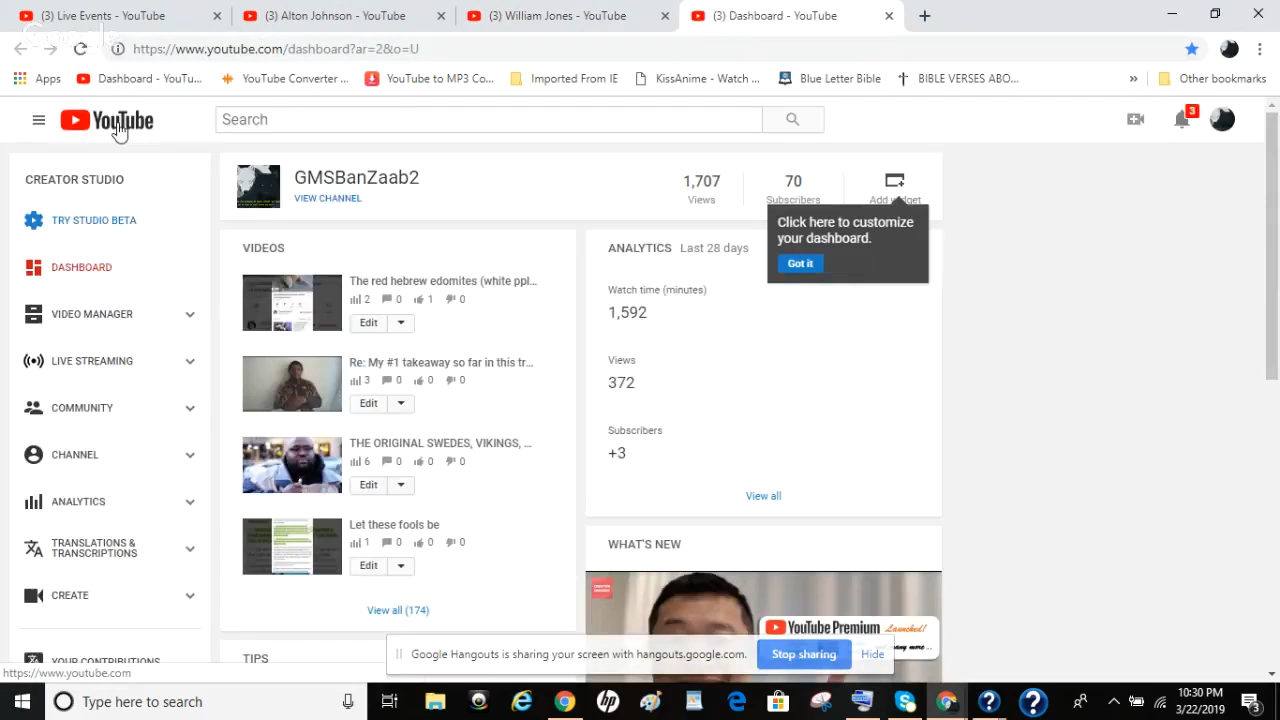 (3) Dashboard - YouTube
(3) William Jones - YouTube
(3) Dashboard - YouTube
https://www.youtube.com/dashboard?ar=2&o=U
Apps
Dashboard - YouTu...
YouTube Converter ...
YouTube to MP3 Co...
Imported From IE
KissAnime - Watch ...
Blue Letter Bible
BIBLE VERSES ABO...
»
Other bookmarks
YouTube
Search
3
CREATOR STUDIO
TRY STUDIO BETA
DASHBOARD
VIDEO MANAGER
LIVE STREAMING
COMMUNITY
CHANNEL
ANALYTICS
TRANSLATIONS &
TRANSCRIPTIONS
CREATE
YOUR CONTRIBUTIONS
GMSBanZaab2
VIEW CHANNEL
1,707
Views
70
Subscribers
Add widget
Click here to customize
your dashboard.
Got it
VIDEOS
The red hebrew edomites (white ppl...
2 0 1 0
Edit
Re: My #1 takeaway so far in this tr...
3 0 0 0
Edit
THE ORIGINAL SWEDES, VIKINGS, ...
6 0 0 0
Edit
Let these fools be
1 0 0 0
Edit
View all (174)
TIPS
ANALYTICS Last 28 days
Watch time (minutes)
1,592
Views
372
Subscribers
+3
View all
WHAT'S NEW
YouTube Premium Launched!
Google Hangouts is sharing your screen with hangouts.google.com.
Stop sharing
Hide
https://www.youtube.com
Type here to search
10:30 PM
3/22/2019
3